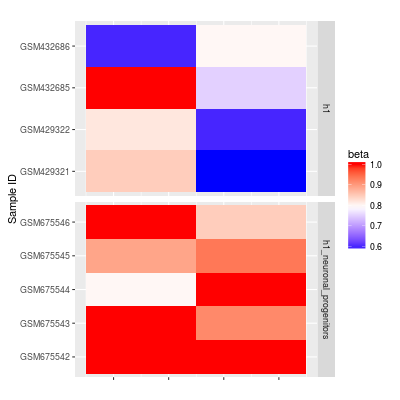 GSM432686
GSM432685
GSM429322
GSM429321
h1
GSM675546
GSM675545
GSM675544
GSM675543
GSM675542
h1_neuronal_progenitors
Sample ID
beta
1.0
0.9
0.8
0.7
0.6